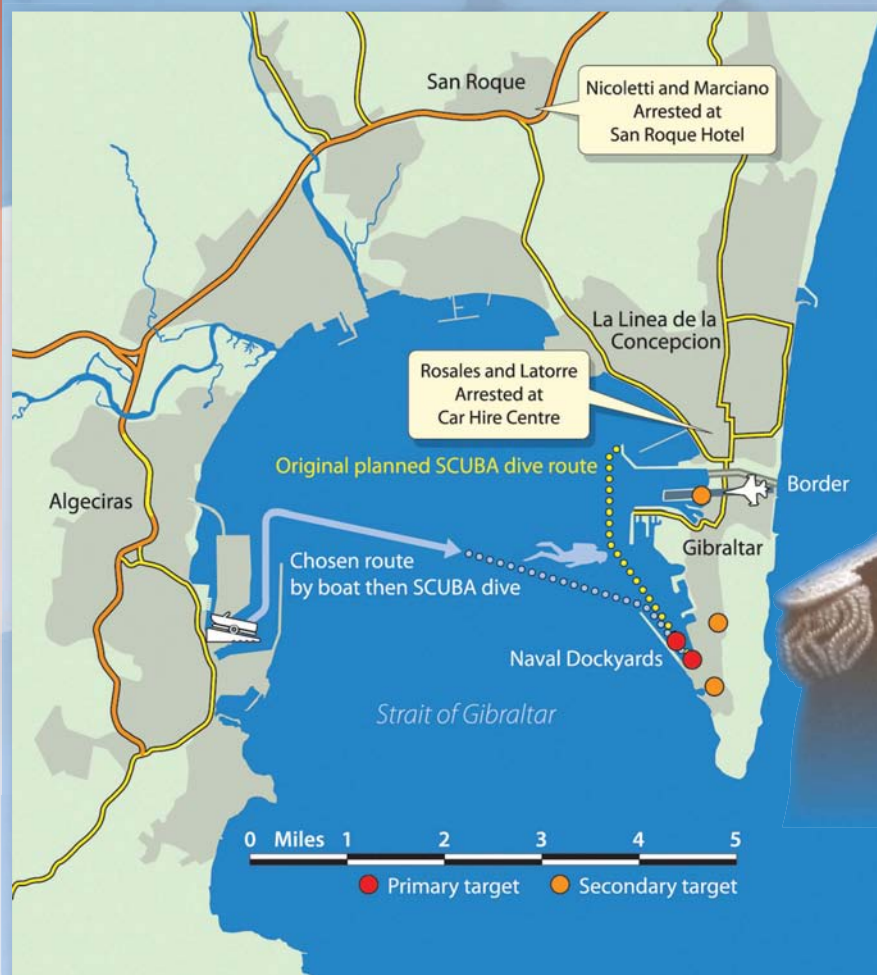 San Roque
Nicoletti and Marciano
Arrested at
San Roque Hotel
La Linea de la
Concepcion
Rosales and Latorre
Arrested at
Car Hire Centre
Original planned SCUBA dive route
Border
Algeciras
Gibraltar
Chosen route
by boat then SCUBA dive
Naval Dockyards
Strait of Gibraltar
0 Miles 1 2 3 4 5
Primary target
Secondary target